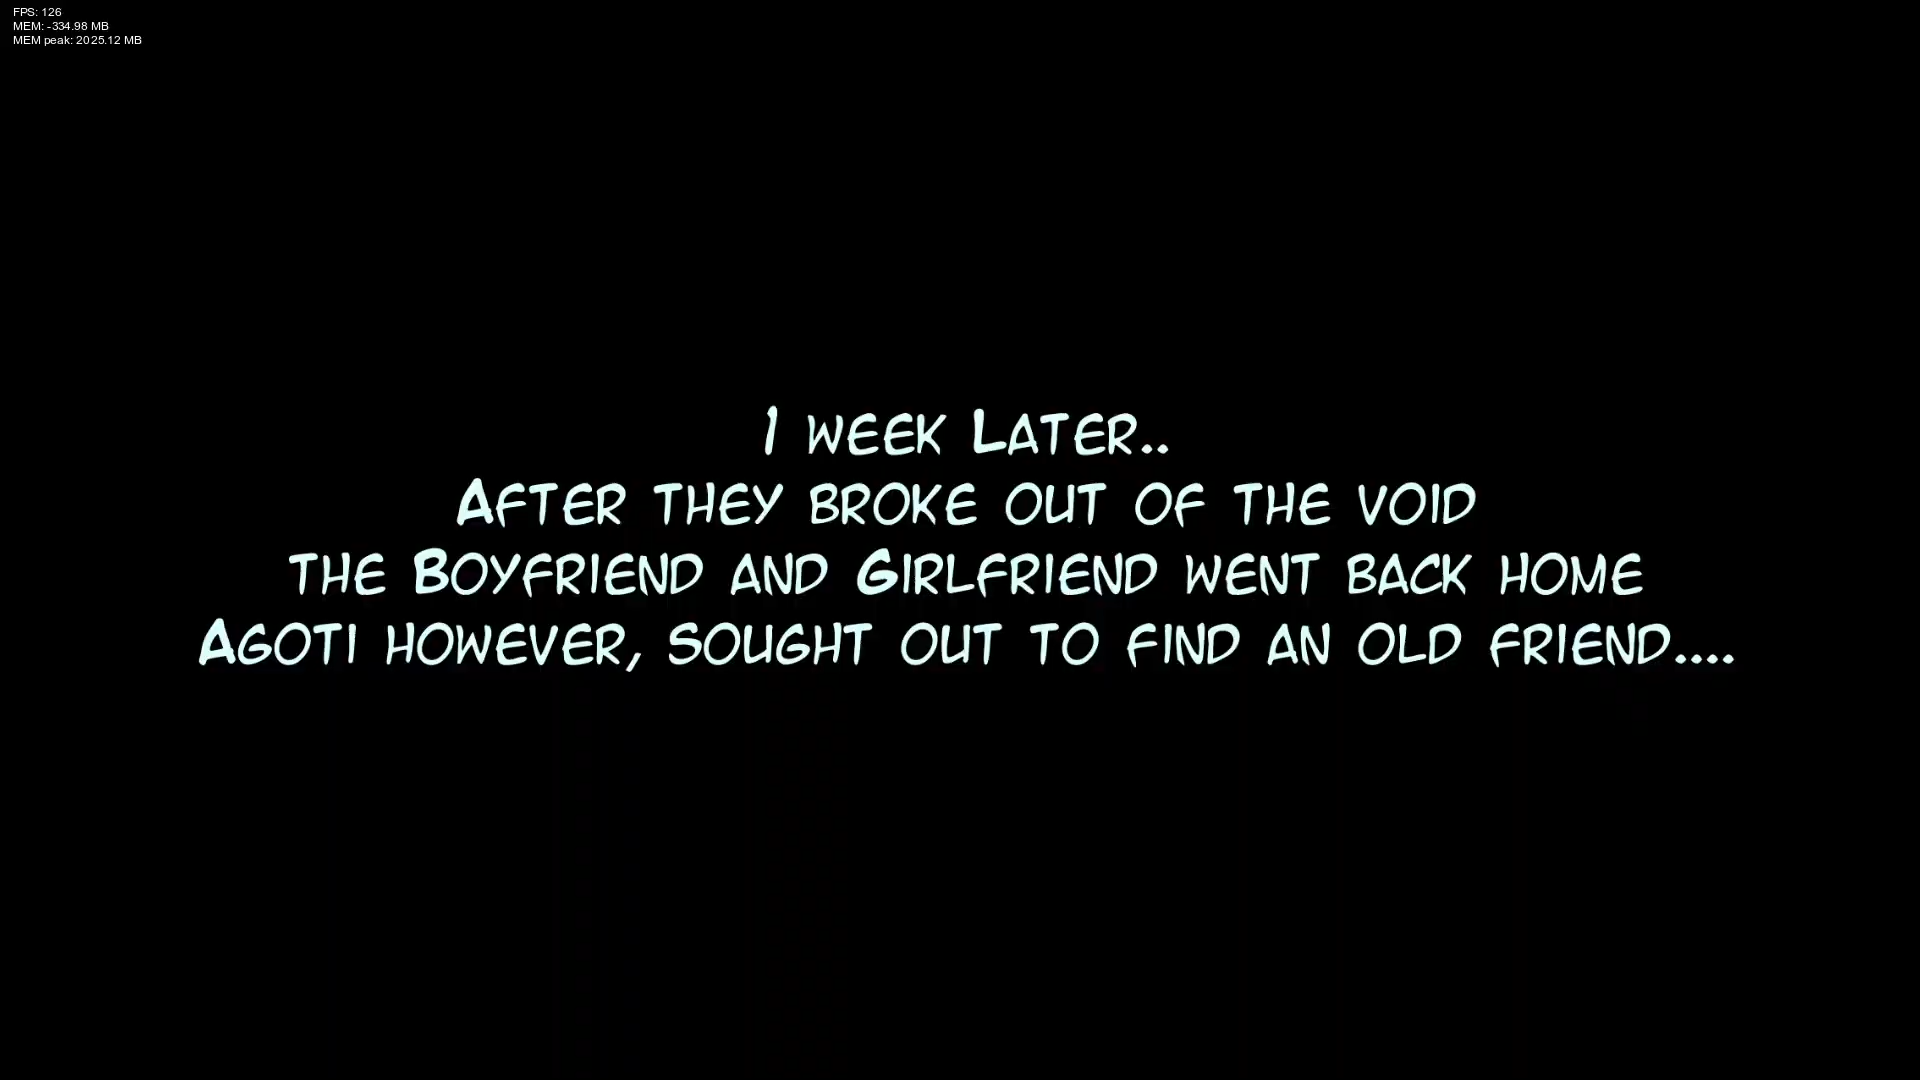 FPS: 126
MEM: -334.98 MB
MEM peak: 2025.12 MB
1 week Later..
After they broke out of the void
the Boyfriend and Girlfriend went back home
Agoti however, sought out to find an old friend....